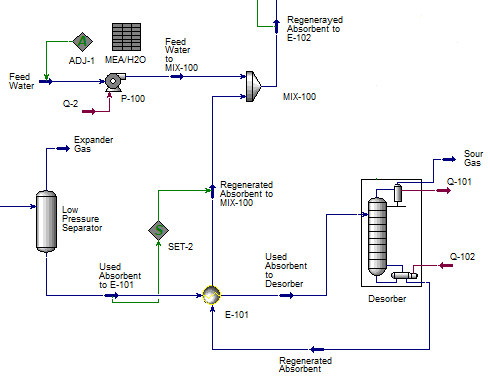 Regenerayed
Absorbent to
E-102
A
ADJ-1
MEA/H2O
Feed
Water
to
MIX-100
Feed
Water
Q-2
P-100
MIX-100
Expander
Gas
Sour
Gas
Q-101
Regenerated
Absorbent to
MIX-100
Low
Pressure
Separator
S
SET-2
Used
Absorbent
to E-101
Used
Absorbent
to
Desorber
Q-102
Desorber
E-101
Regenerated
Absorbent